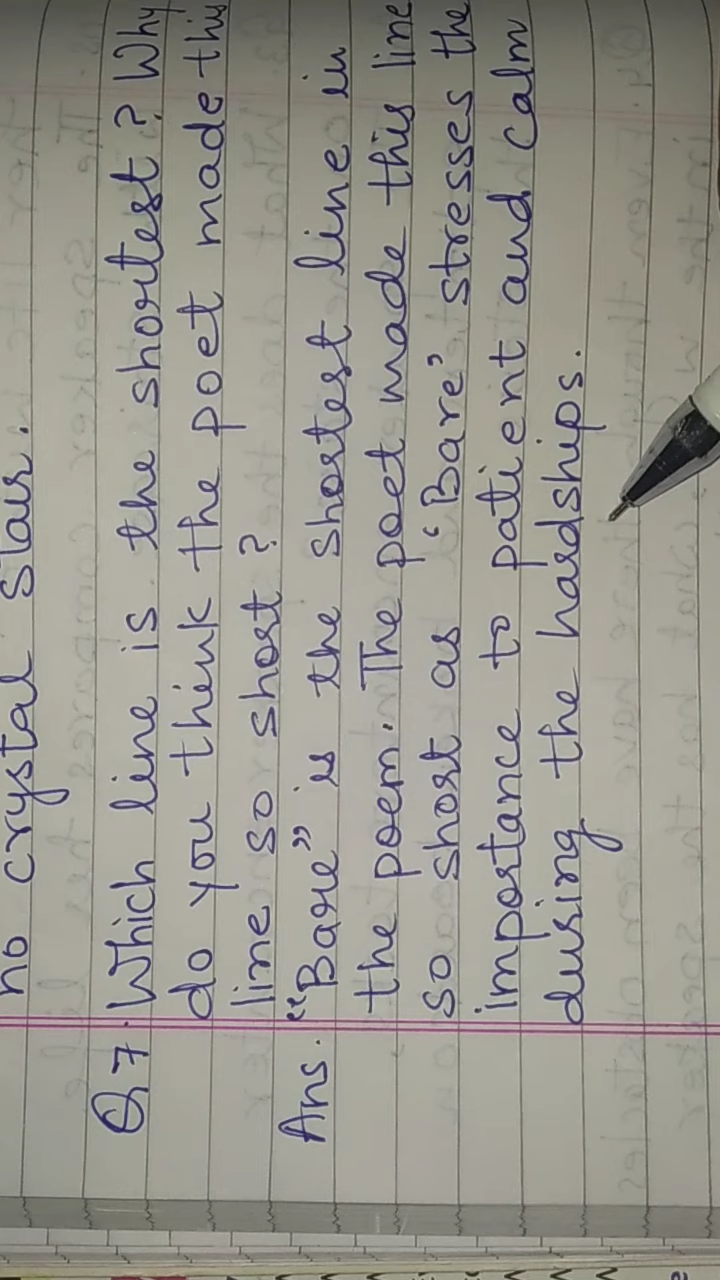 no crystal stair.
Q7. Which line is the shortest? Why
do you think the poet made this
line so short?
Ans. "Bare" is the shortest line in
the poem. The poet made this line
so short as 'Bare' stresses the
importance to patient and calm
during the hardships.